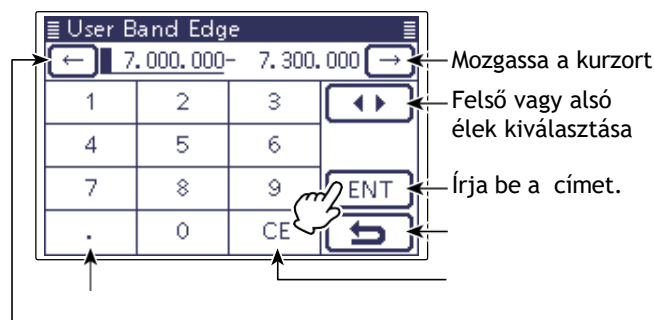 User Band Edge
← 7.000.000- 7.300.000 → Mozgassa a kurzort
1 2 3 Felső vagy alsó
élek kiválasztása
4 5 6
7 8 9 ENT Írja be a címet.
. 0 CE